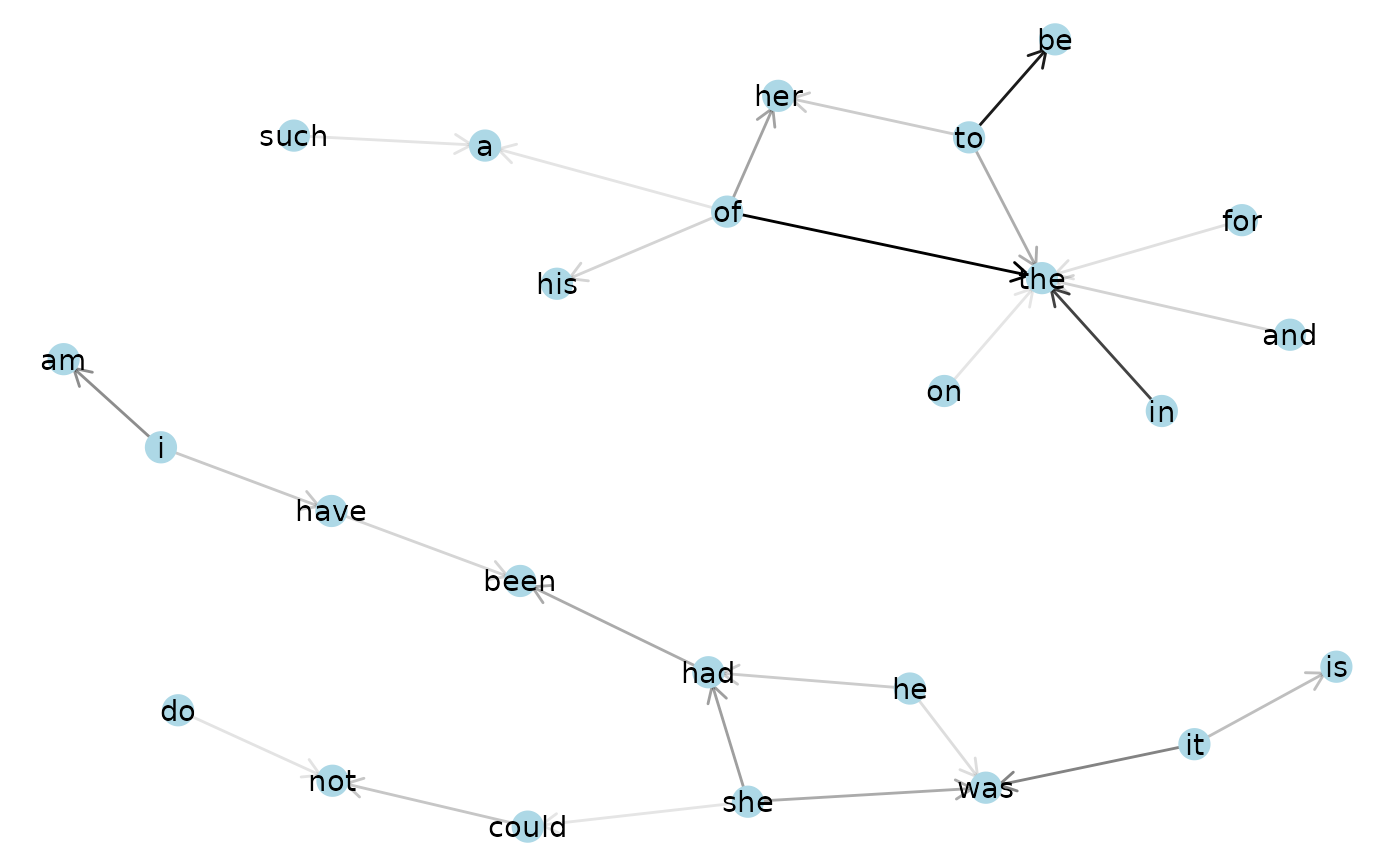 be
her
such
a
to
of
for
his
the
and
am
on
in
i
have
been
is
had
he
do
it
not
was
she
could